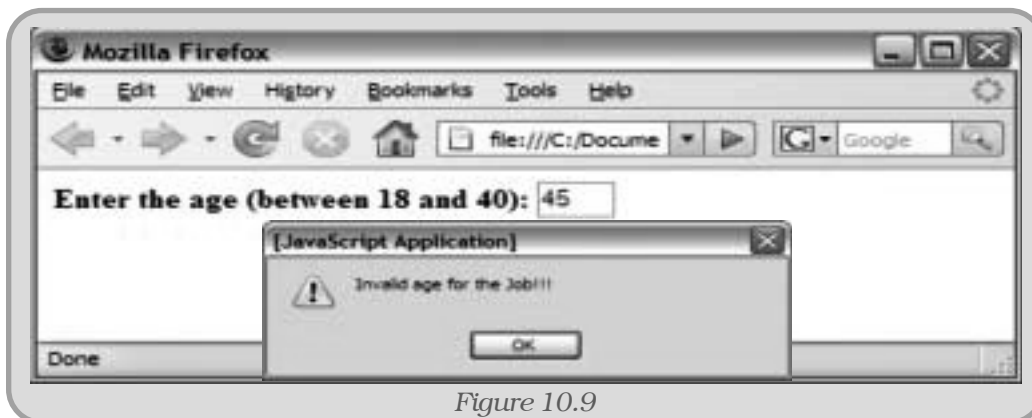 Mozilla Firefox
File Edit View History Bookmarks Tools Help
file:///C:/Docume G Google
Enter the age (between 18 and 40): 45
[JavaScript Application]
Invalid age for the Job!!!
OK
Done
Figure 10.9